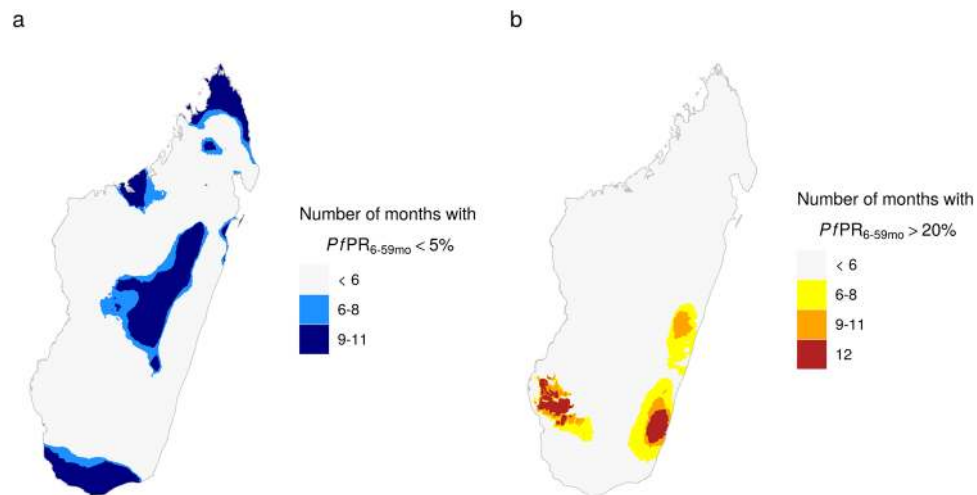 a
Number of months with
PfPR6-59mo < 5%
< 6
6-8
9-11
b
Number of months with
PfPR6-59mo > 20%
< 6
6-8
9-11
12